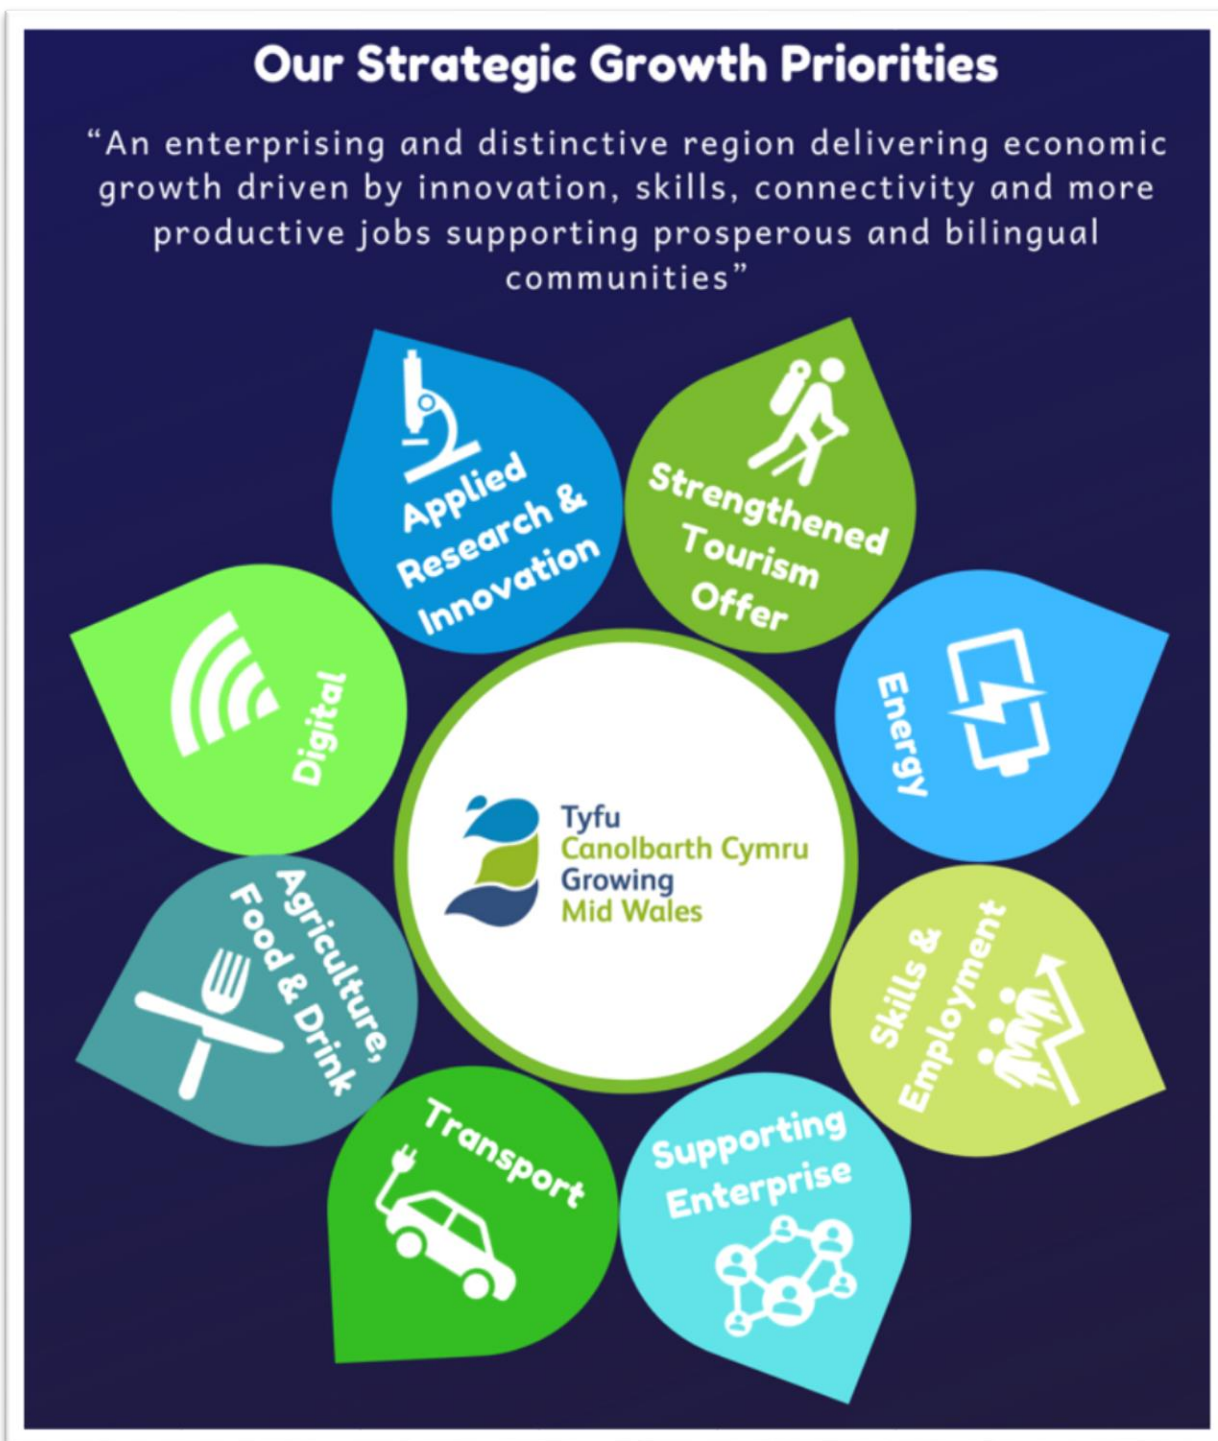 Our Strategic Growth Priorities
“An enterprising and distinctive region delivering economic
growth driven by innovation, skills, connectivity and more
productive jobs supporting prosperous and bilingual
communities”
Applied
Research &
Innovation
Strengthened
Tourism
Offer
Energy
Skills &
Employment
Supporting
Enterprise
Transport
Agriculture,
Food & Drink
Digital
Tyfu
Canolbarth Cymru
Growing
Mid Wales